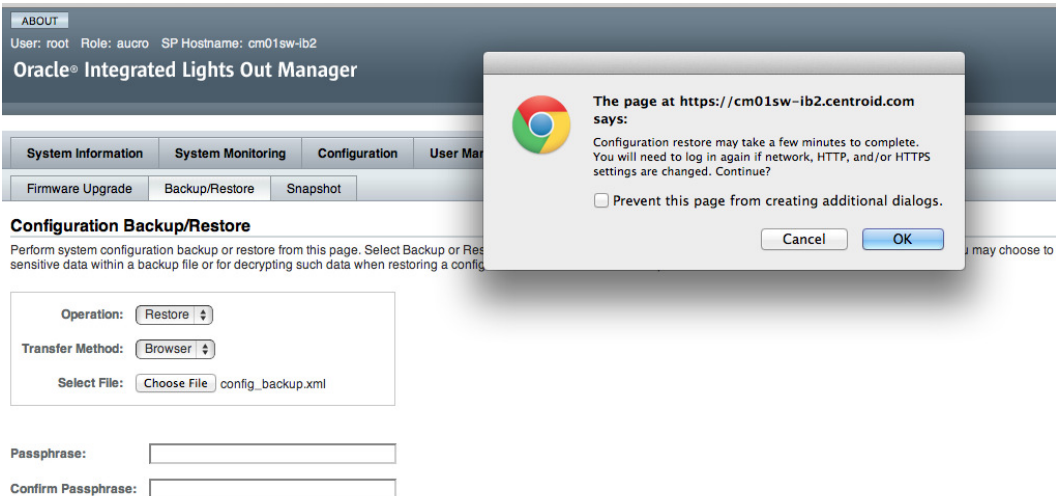 ABOUT
User: root Role: aucro SP Hostname: cm01sw-ib2
Oracle® Integrated Lights Out Manager
System Information System Monitoring Configuration User Man
Firmware Upgrade Backup/Restore Snapshot
Configuration Backup/Restore
Perform system configuration backup or restore from this page. Select Backup or Res
u may choose to
sensitive data within a backup file or for decrypting such data when restoring a config
Operation: Restore
Transfer Method: Browser
Select File: Choose File config_backup.xml
Passphrase:
Confirm Passphrase:
The page at https://cm01sw-ib2.centroid.com
says:
Configuration restore may take a few minutes to complete.
You will need to log in again if network, HTTP, and/or HTTPS
settings are changed. Continue?
Prevent this page from creating additional dialogs.
Cancel OK